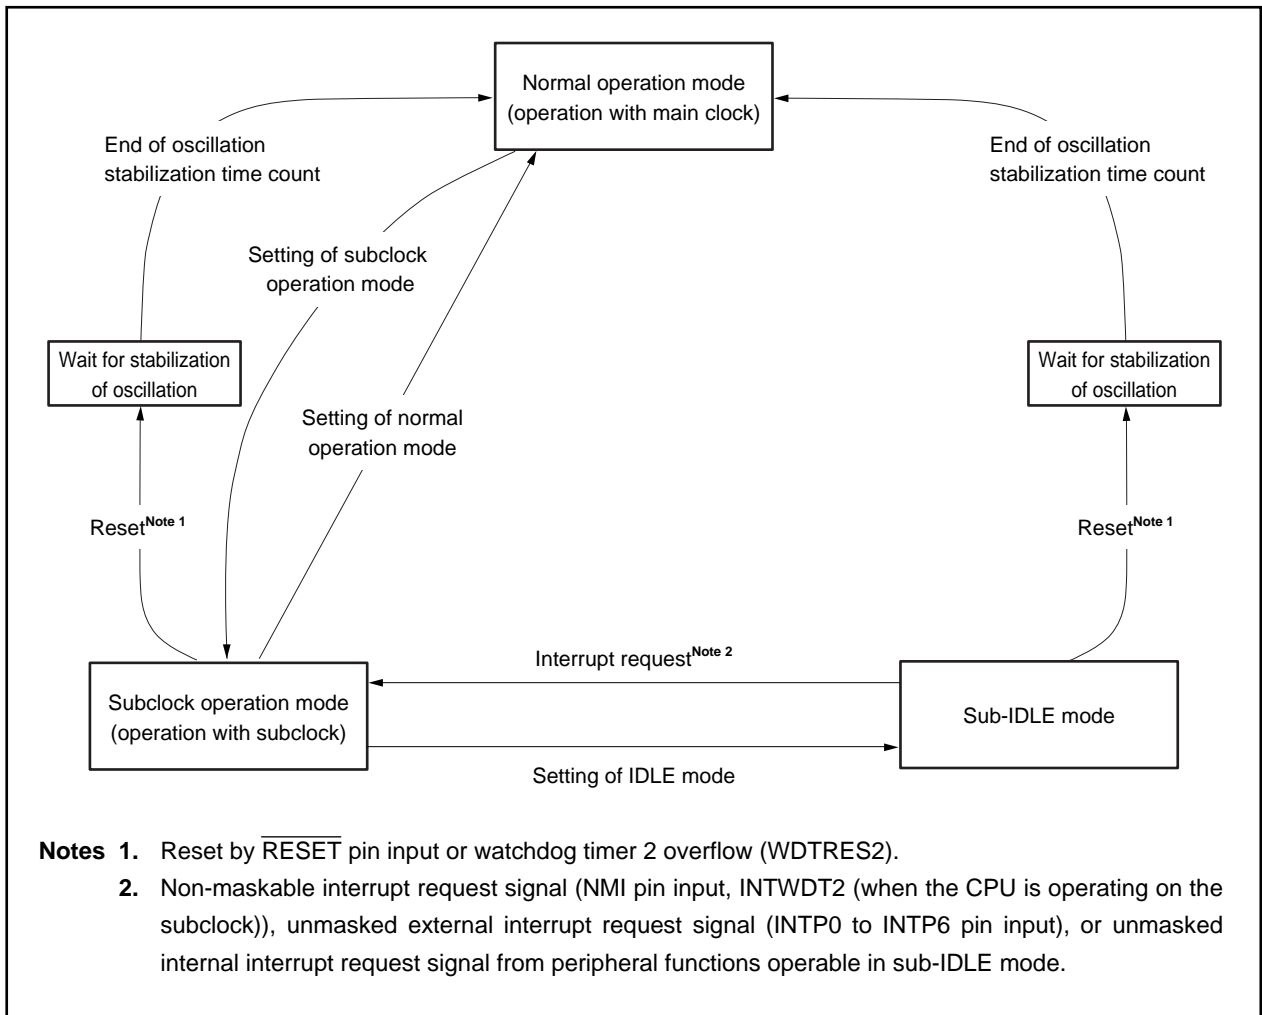 Normal operation mode
(operation with main clock)
End of oscillation
stabilization time count
End of oscillation
stabilization time count
Setting of subclock
operation mode
Wait for stabilization
of oscillation
Wait for stabilization
of oscillation
Setting of normal
operation mode
ResetNote 1
ResetNote 1
Interrupt requestNote 2
Subclock operation mode
(operation with subclock)
Sub-IDLE mode
Setting of IDLE mode
Notes 1. Reset by RESET pin input or watchdog timer 2 overflow (WDTRES2).
2. Non-maskable interrupt request signal (NMI pin input, INTWDT2 (when the CPU is operating on the
subclock)), unmasked external interrupt request signal (INTP0 to INTP6 pin input), or unmasked
internal interrupt request signal from peripheral functions operable in sub-IDLE mode.